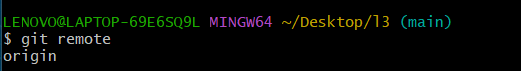 LENOVO@LAPTOP-69E6SQ9L MINGW64 ~/Desktop/l3 (main)
$ git remote
origin